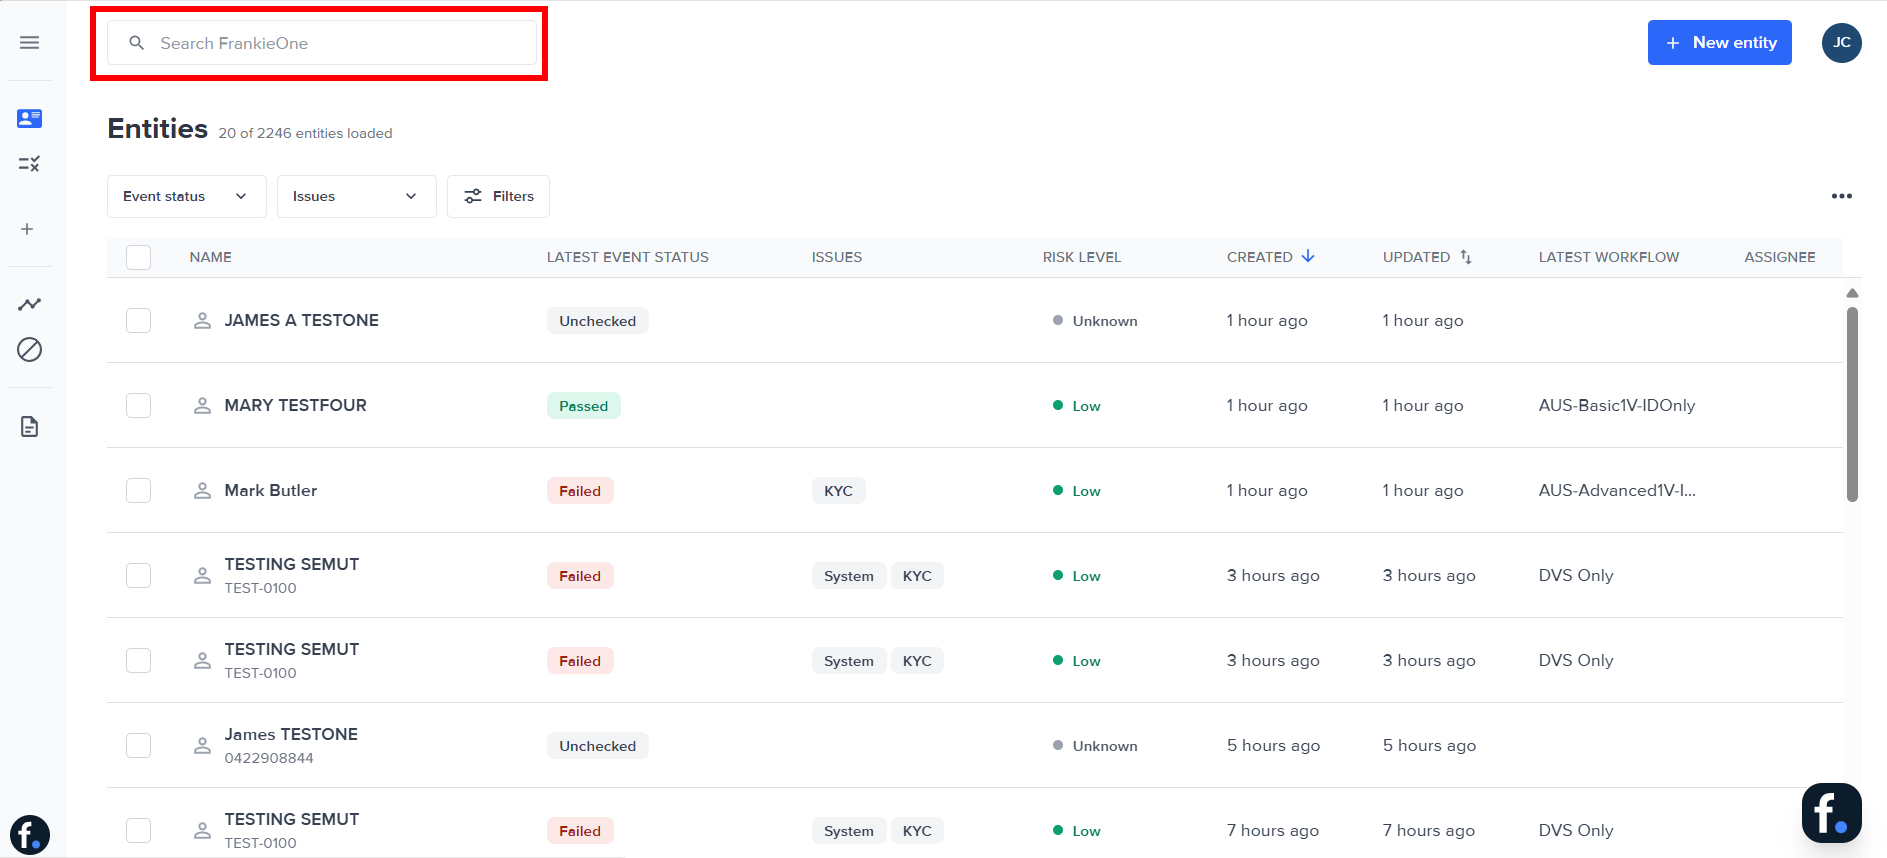 Search FrankieOne
+ New entity
JC
Entities 20 of 2246 entities loaded
Event status Issues Filters
NAME LATEST EVENT STATUS ISSUES RISK LEVEL CREATED UPDATED LATEST WORKFLOW ASSIGNEE
JAMES A TESTONE Unchecked Unknown 1 hour ago 1 hour ago
MARY TESTFOUR Passed Low 1 hour ago 1 hour ago AUS-Basic1V-IDOnly
Mark Butler Failed KYC Low 1 hour ago 1 hour ago AUS-Advanced1V-I...
TESTING SEMUT Failed System KYC Low 3 hours ago 3 hours ago DVS Only
TEST-0100
TESTING SEMUT Failed System KYC Low 3 hours ago 3 hours ago DVS Only
TEST-0100
James TESTONE Unchecked Unknown 5 hours ago 5 hours ago
0422908844
TESTING SEMUT Failed System KYC Low 7 hours ago 7 hours ago DVS Only
TEST-0100
f.
f.